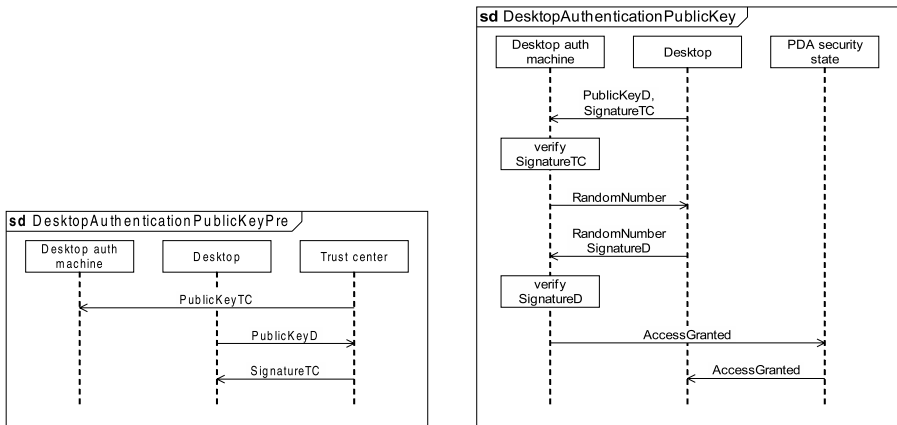 sd DesktopAuthenticationPublicKeyPre
Desktop auth
machine
Desktop
Trust center
PublicKeyTC
PublicKeyD
SignatureTC
sd DesktopAuthenticationPublicKey
Desktop auth
machine
Desktop
PDA security
state
PublicKeyD,
SignatureTC
verify
SignatureTC
RandomNumber
RandomNumber
SignatureD
verify
SignatureD
AccessGranted
AccessGranted